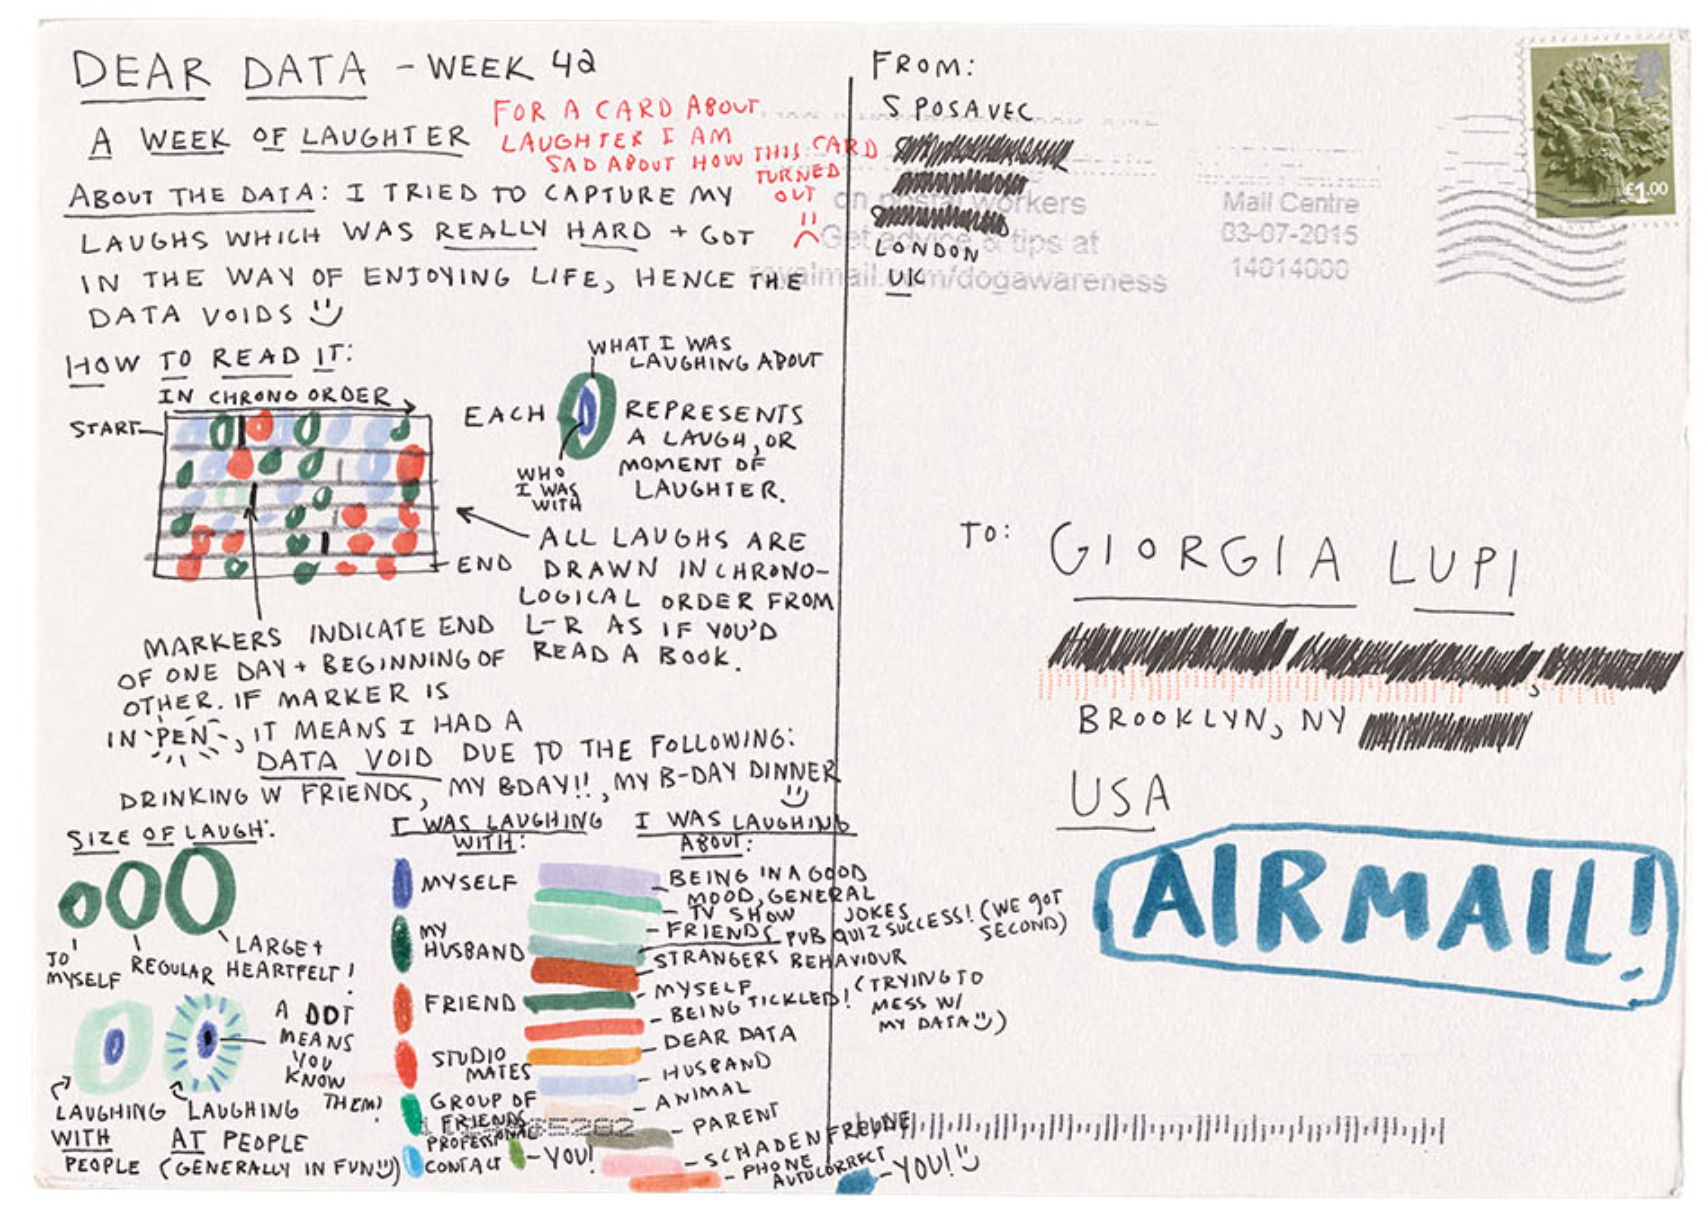 DEAR DATA - WEEK 42
A WEEK OF LAUGHTER
FOR A CARD ABOUT
LAUGHTER I AM
SAD ABOUT HOW THIS CARD
TURNED
OUT
ABOUT THE DATA: I TRIED TO CAPTURE MY
LAUGHS WHICH WAS REALLY HARD + GOT
IN THE WAY OF ENJOYING LIFE, HENCE THE
DATA VOIDS
HOW TO READ IT:
IN CHRONO ORDER
START
END
WHAT I WAS
LAUGHING ABOUT
EACH
REPRESENTS
A LAUGH, OR
MOMENT OF
LAUGHTER.
WHO
I WAS
WITH
ALL LAUGHS ARE
DRAWN IN CHRONO-
LOGICAL ORDER FROM
L-R AS IF YOU'D
READ A BOOK.
MARKERS INDICATE END
OF ONE DAY + BEGINNING OF
OTHER. IF MARKER IS
IN PEN, IT MEANS I HAD A
DATA VOID DUE TO THE FOLLOWING:
DRINKING W FRIENDS, MY BDAY!!, MY B-DAY DINNER
SIZE OF LAUGH:
TO
MYSELF
REGULAR
LARGE +
HEARTFELT!
A DOT
MEANS
YOU
KNOW
THEM!
LAUGHING
WITH
PEOPLE
LAUGHING
AT PEOPLE
(GENERALLY IN FUN)
I WAS LAUGHING
WITH:
MYSELF
MY
HUSBAND
FRIEND
STUDIO
MATES
GROUP OF
FRIENDS
PROFESSIONAL
CONTACT
- YOU!
I WAS LAUGHING
ABOUT:
BEING IN A GOOD
MOOD, GENERAL
TV SHOW JOKES
FRIENDS PUB QUIZ SUCCESS! (WE GOT
SECOND)
STRANGERS BEHAVIOUR
MYSELF
BEING TICKLED! (TRYING TO
MESS W/
MY DATA)
DEAR DATA
HUSBAND
ANIMAL
PARENT
SCHADENFREUDE
PHONE
AUTOCORRECT
- YOU!
FROM:
S POSAVEC
LONDON
UK
on postal workers
Get advice & tips at
royalmail.com/dogawareness
Mail Centre
03-07-2015
14014000
£1.00
TO: GIORGIA LUPI
BROOKLYN, NY
USA
AIRMAIL!